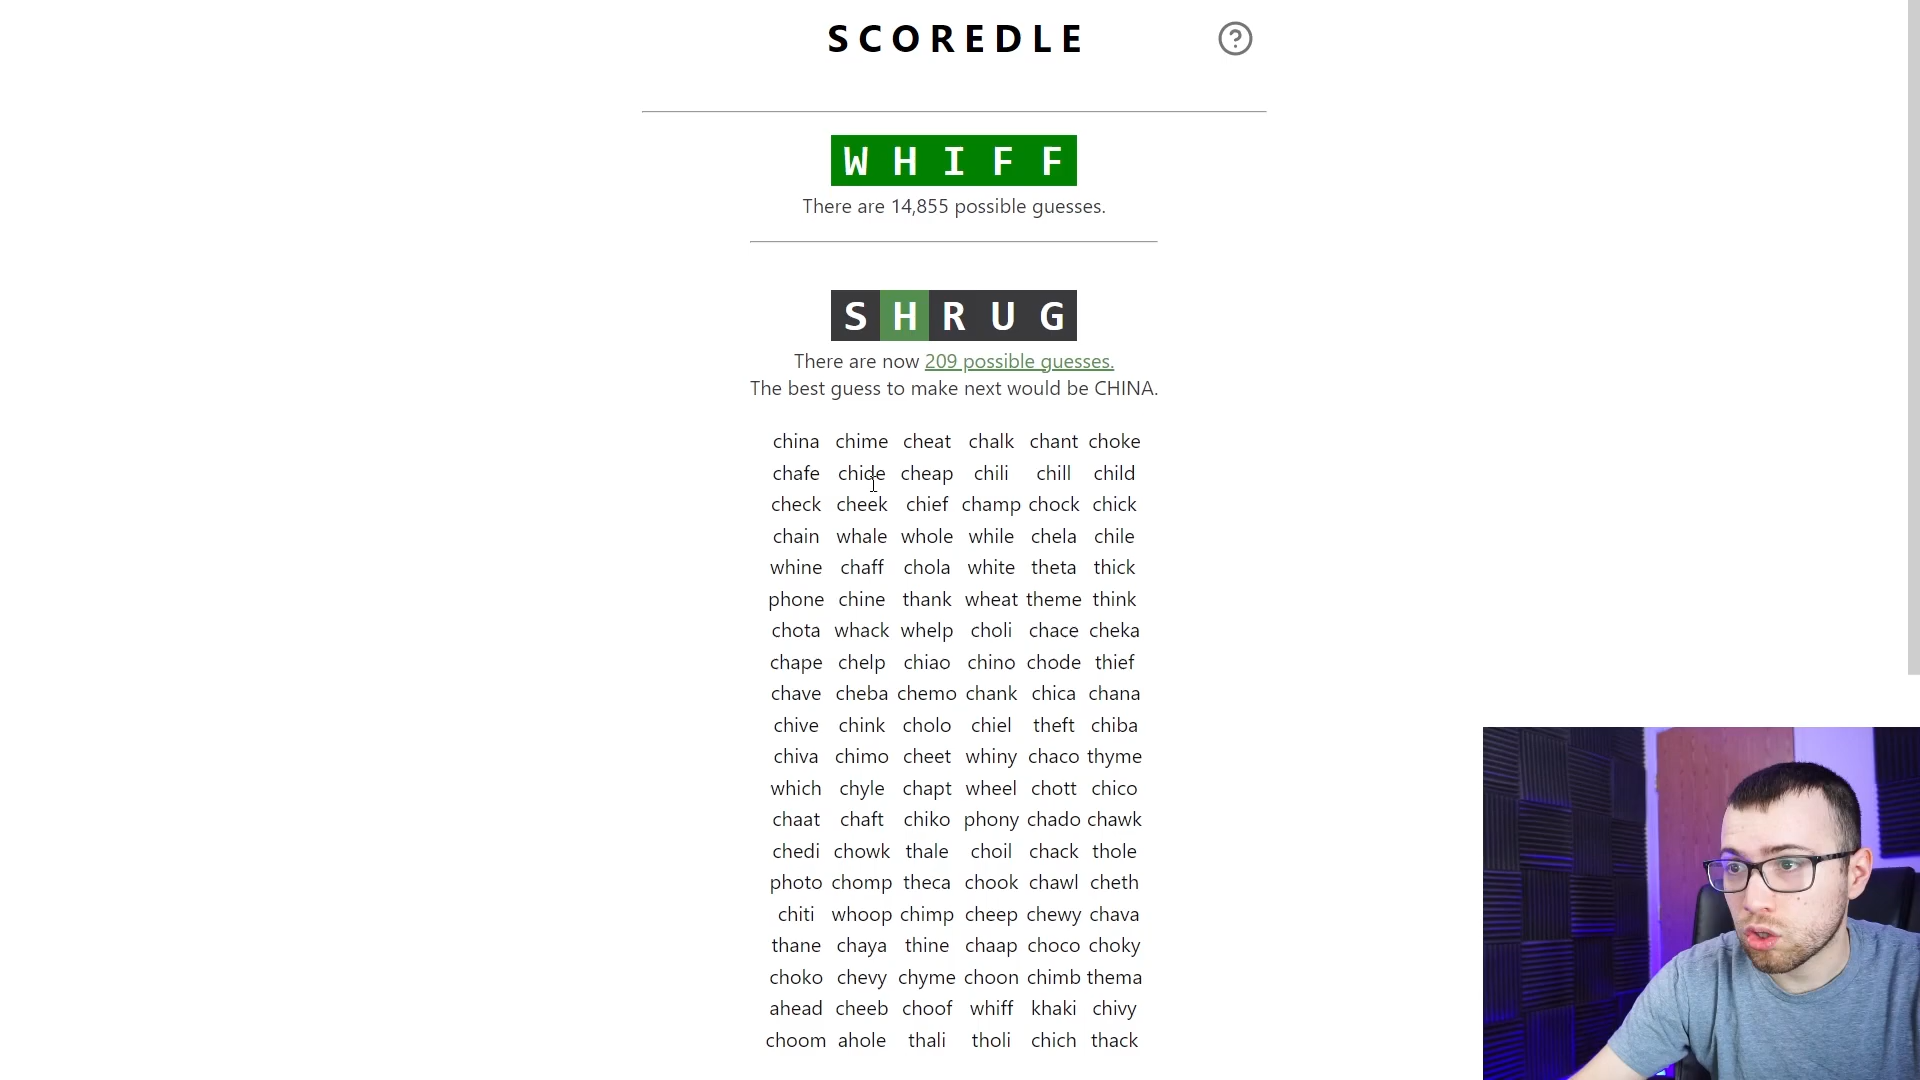 SCOREDLE
?
WHIFF
There are 14,855 possible guesses.
SHRUG
There are now 209 possible guesses.
The best guess to make next would be CHINA.
china chime cheat chalk chant choke
chafe chide cheap chili chill child
check cheek chief champ chock chick
chain whale whole while chela chile
whine chaff chola white theta thick
phone chine thank wheat theme think
chota whack whelp choli chace cheka
chape chelp chiao chino chode thief
chave cheba chemo chank chica chana
chive chink cholo chiel theft chiba
chiva chimo cheet whiny chaco thyme
which chyle chapt wheel chott chico
chaat chaft chiko phony chado chawk
chedi chowk thale choil chack thole
photo chomp theca chook chawl cheth
chiti whoop chimp cheep chewy chava
thane chaya thine chaap choco choky
choko chevy chyme choon chimb thema
ahead cheeb choof whiff khaki chivy
choom ahole thali tholi chich thack